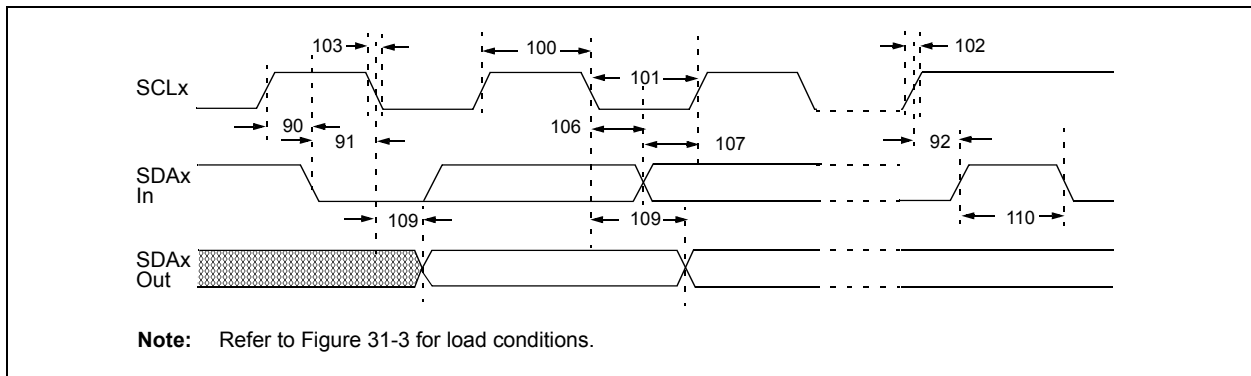 103
100
102
SCLx
101
90
91
106
107
92
SDAx
In
109
109
110
SDAx
Out
Note: Refer to Figure 31-3 for load conditions.